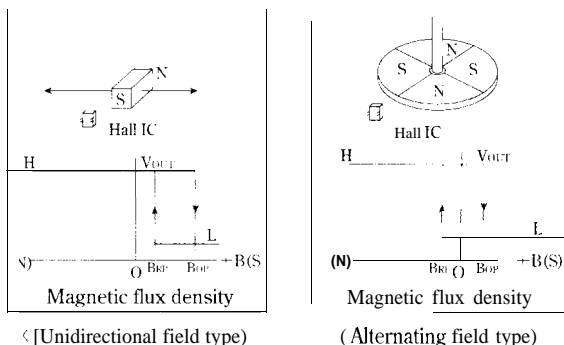 N
S
Hall IC
H
VOUT
L
N)
O
BRP
BOP
B(S
Magnetic flux density
[Unidirectional field type)
N
S
S
N
Hall IC
H
VOUT
L
(N)
BRP
O
BOP
B(S)
Magnetic flux density
(Alternating field type)